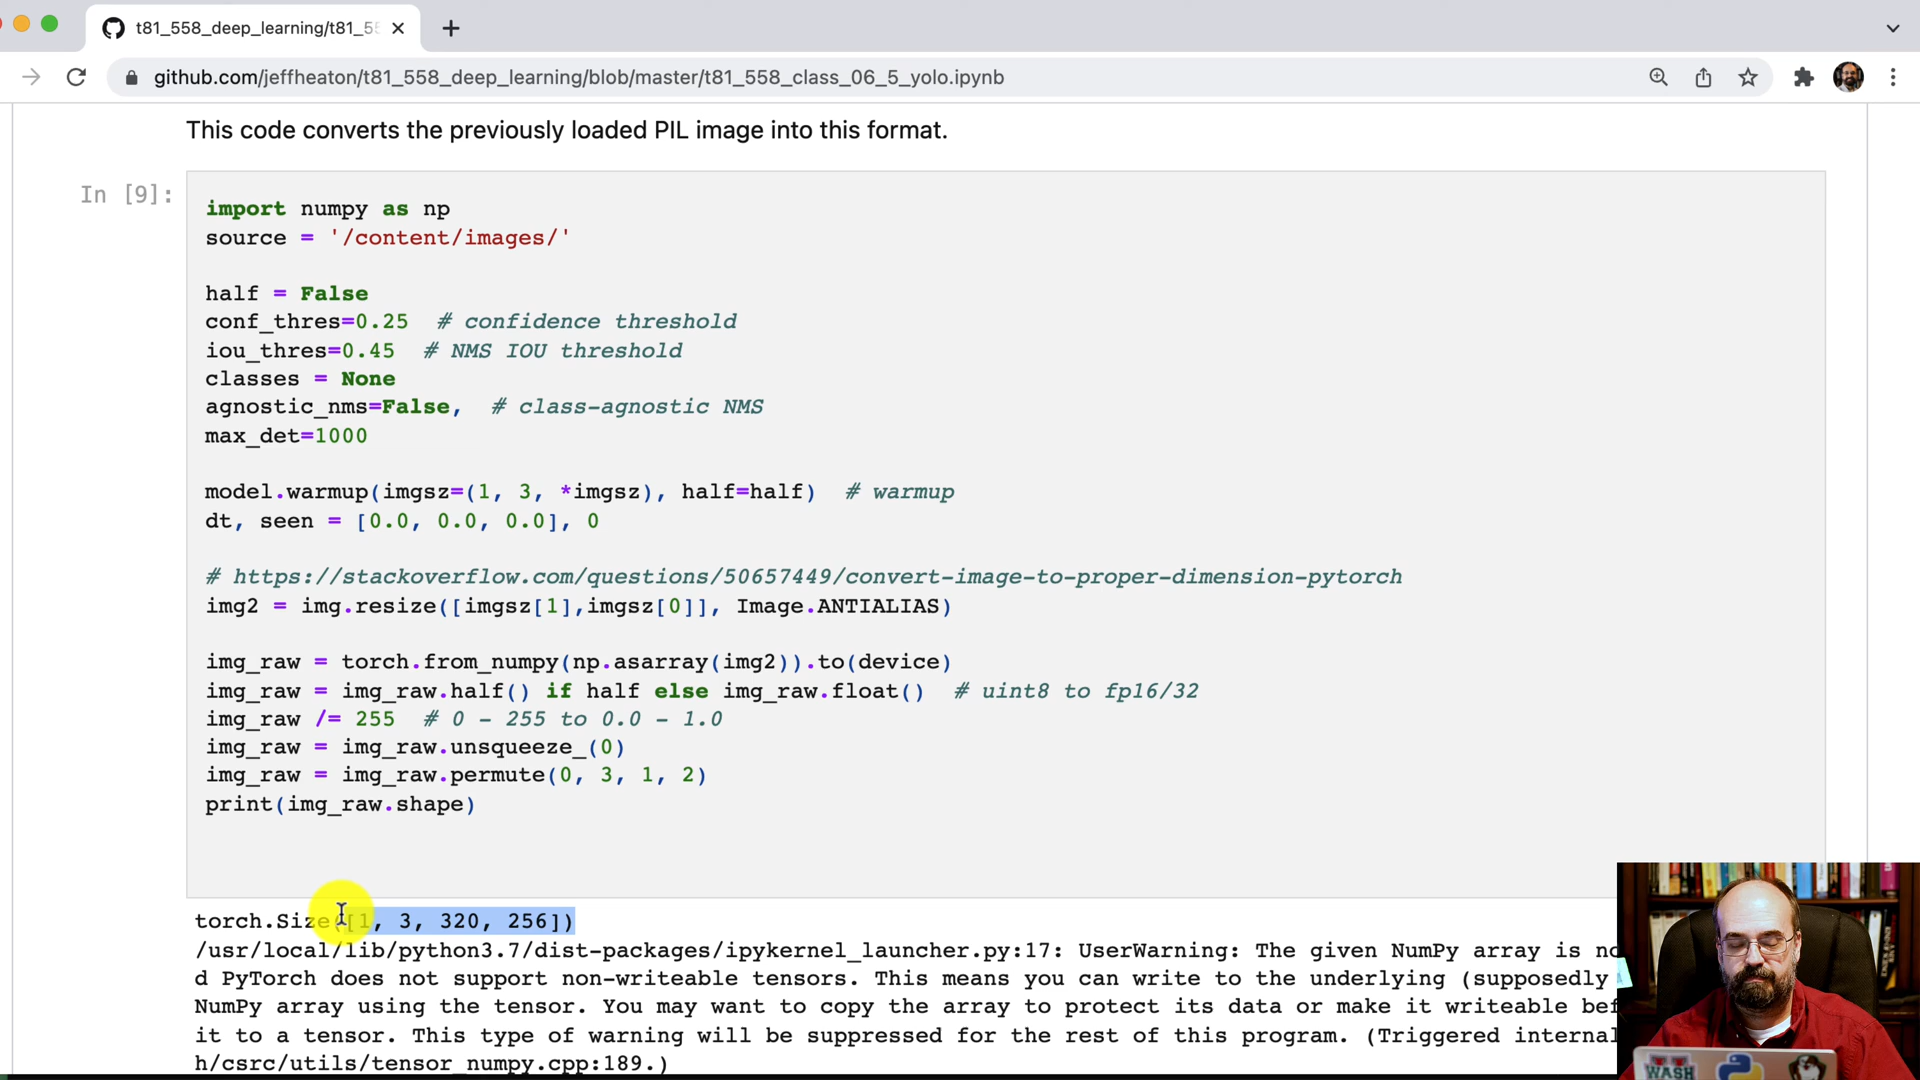 t81_558_deep_learning/t81_55
github.com/jeffheaton/t81_558_deep_learning/blob/master/t81_558_class_06_5_yolo.ipynb
This code converts the previously loaded PIL image into this format.
In [9]:
import numpy as np
source = '/content/images/'
half = False
conf_thres=0.25  # confidence threshold
iou_thres=0.45  # NMS IOU threshold
classes = None
agnostic_nms=False,  # class-agnostic NMS
max_det=1000
model.warmup(imgsz=(1, 3, *imgsz), half=half)  # warmup
dt, seen = [0.0, 0.0, 0.0], 0
# https://stackoverflow.com/questions/50657449/convert-image-to-proper-dimension-pytorch
img2 = img.resize([imgsz[1],imgsz[0]], Image.ANTIALIAS)
img_raw = torch.from_numpy(np.asarray(img2)).to(device)
img_raw = img_raw.half() if half else img_raw.float()  # uint8 to fp16/32
img_raw /= 255  # 0 - 255 to 0.0 - 1.0
img_raw = img_raw.unsqueeze_(0)
img_raw = img_raw.permute(0, 3, 1, 2)
print(img_raw.shape)
torch.Size([1, 3, 320, 256])
/usr/local/lib/python3.7/dist-packages/ipykernel_launcher.py:17: UserWarning: The given NumPy array is no
d PyTorch does not support non-writeable tensors. This means you can write to the underlying (supposedly
NumPy array using the tensor. You may want to copy the array to protect its data or make it writeable bef
it to a tensor. This type of warning will be suppressed for the rest of this program. (Triggered internal
h/csrc/utils/tensor_numpy.cpp:189.)
WASH